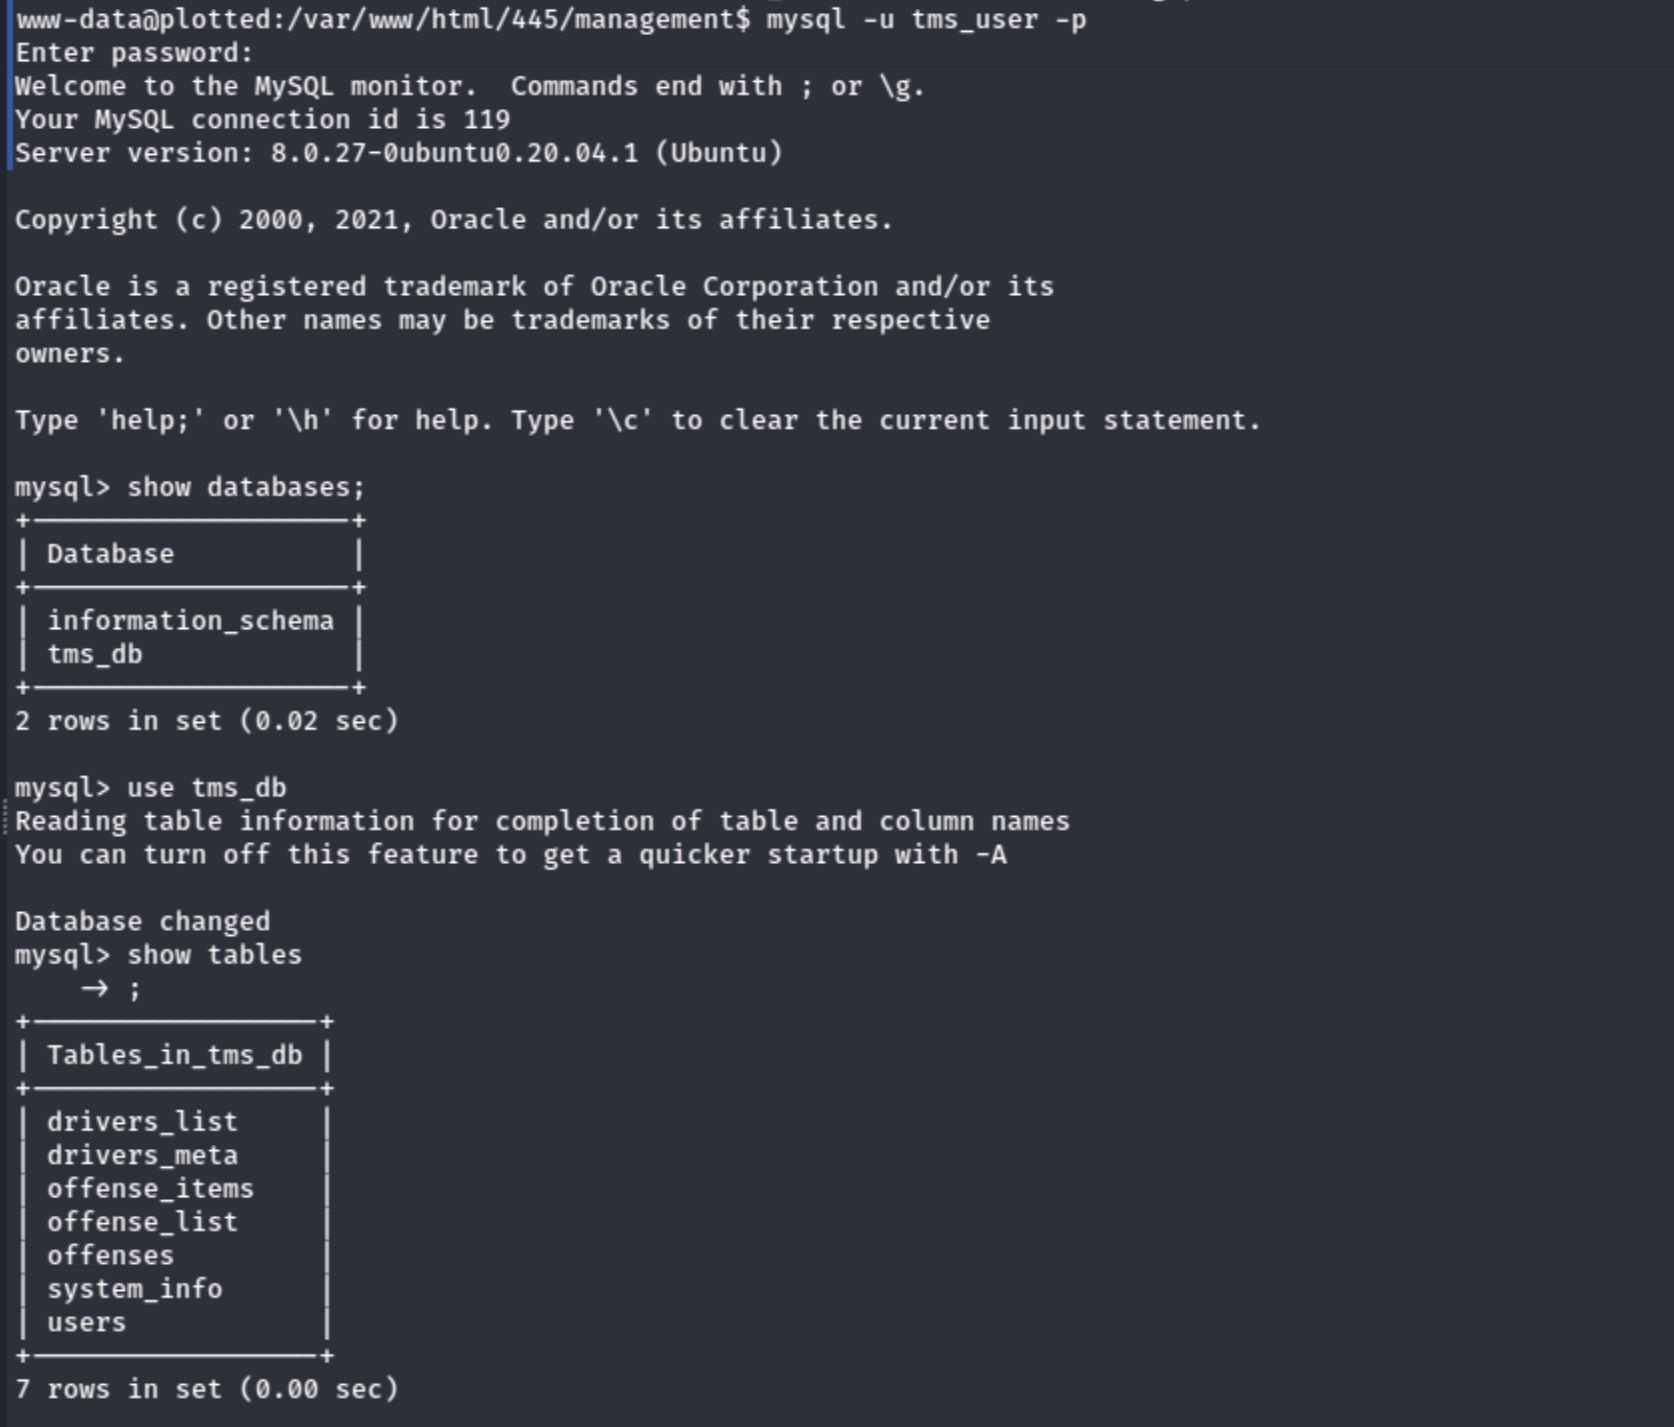 www-data@plotted:/var/www/html/445/management$ mysql -u tms_user -p
Enter password:
Welcome to the MySQL monitor.  Commands end with ; or \g.
Your MySQL connection id is 119
Server version: 8.0.27-0ubuntu0.20.04.1 (Ubuntu)

Copyright (c) 2000, 2021, Oracle and/or its affiliates.

Oracle is a registered trademark of Oracle Corporation and/or its
affiliates. Other names may be trademarks of their respective
owners.

Type 'help;' or '\h' for help. Type '\c' to clear the current input statement.

mysql> show databases;
+--------------------+
| Database           |
+--------------------+
| information_schema |
| tms_db             |
+--------------------+
2 rows in set (0.02 sec)

mysql> use tms_db
Reading table information for completion of table and column names
You can turn off this feature to get a quicker startup with -A

Database changed
mysql> show tables
    -> ;
+------------------+
| Tables_in_tms_db |
+------------------+
| drivers_list     |
| drivers_meta     |
| offense_items    |
| offense_list     |
| offenses         |
| system_info      |
| users            |
+------------------+
7 rows in set (0.00 sec)